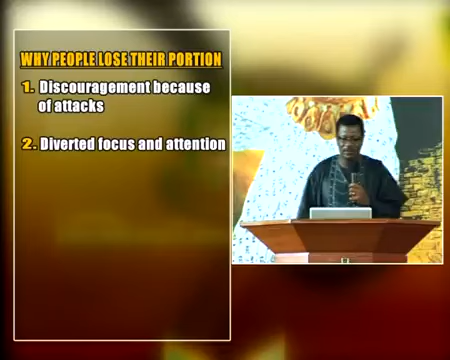 WHY PEOPLE LOSE THEIR PORTION
1. Discouragement because
of attacks
2. Diverted focus and attention